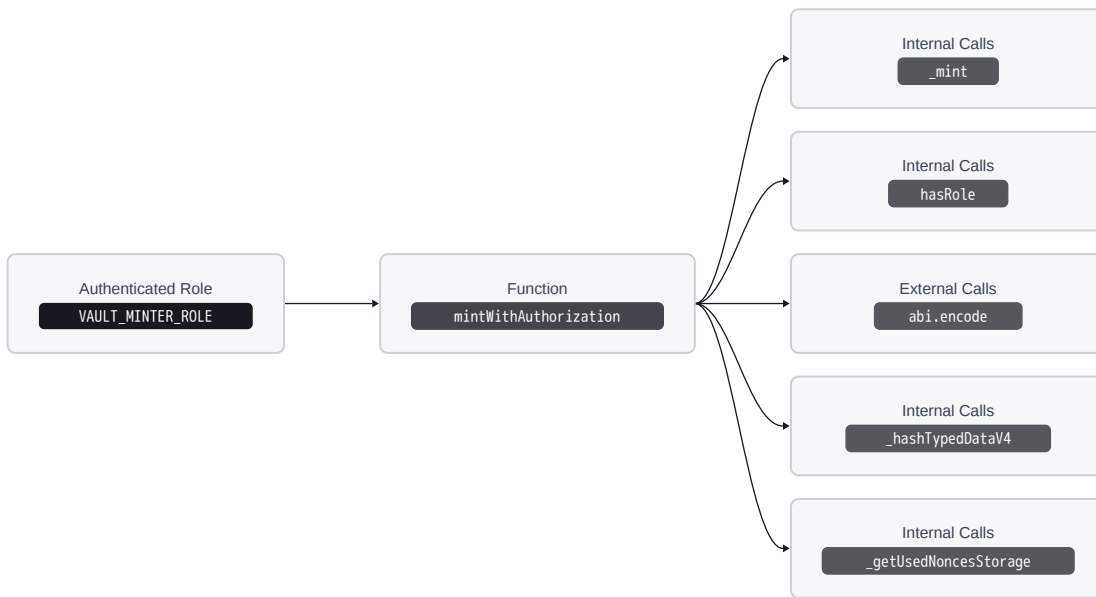 Internal Calls
_mint
Internal Calls
hasRole
Authenticated Role
VAULT_MINTER_ROLE
Function
mintWithAuthorization
External Calls
abi.encode
Internal Calls
_hashTypedDataV4
Internal Calls
_getUsedNoncesStorage